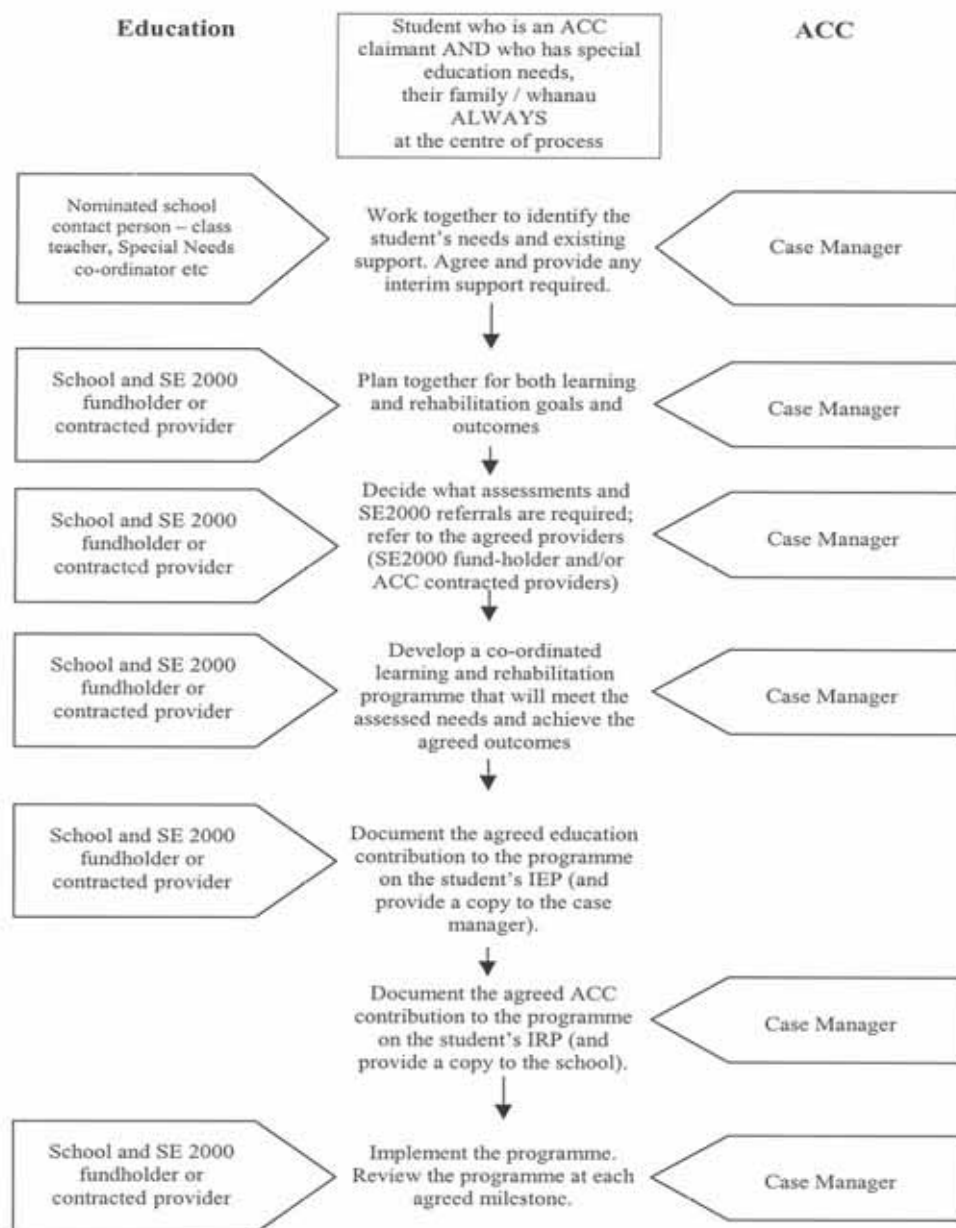 Education
Student who is an ACC
claimant AND who has special
education needs,
their family / whanau
ALWAYS
at the centre of process
ACC
Nominated school
contact person – class
teacher, Special Needs
co-ordinator etc
Work together to identify the
student's needs and existing
support. Agree and provide any
interim support required.
Case Manager
School and SE 2000
fundholder or
contracted provider
Plan together for both learning
and rehabilitation goals and
outcomes
Case Manager
School and SE 2000
fundholder or
contracted provider
Decide what assessments and
SE2000 referrals are required;
refer to the agreed providers
(SE2000 fund-holder and/or
ACC contracted providers)
Case Manager
School and SE 2000
fundholder or
contracted provider
Develop a co-ordinated
learning and rehabilitation
programme that will meet the
assessed needs and achieve the
agreed outcomes
Case Manager
School and SE 2000
fundholder or
contracted provider
Document the agreed education
contribution to the programme
on the student's IEP (and
provide a copy to the case
manager).
Document the agreed ACC
contribution to the programme
on the student's IRP (and
provide a copy to the school).
Case Manager
School and SE 2000
fundholder or
contracted provider
Implement the programme.
Review the programme at each
agreed milestone.
Case Manager